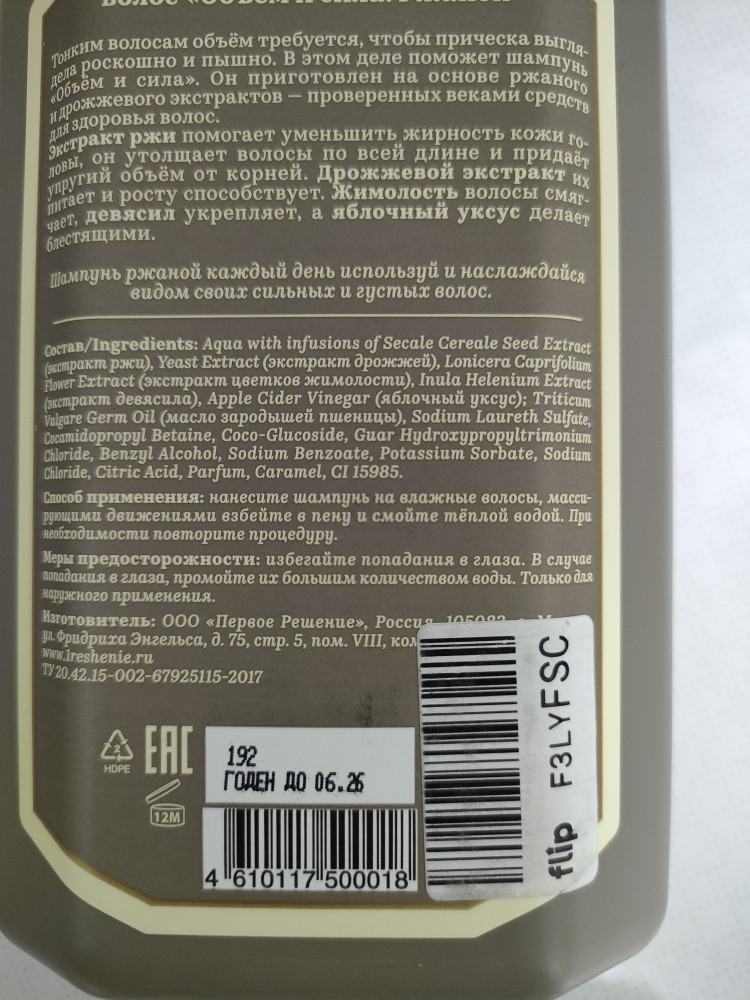 волос «Объём и сила. Ржаной»
Тонким волосам объём требуется, чтобы прическа выгля-
дела роскошно и пышно. В этом деле поможет шампунь
«Объём и сила». Он приготовлен на основе ржаного
и дрожжевого экстрактов — проверенных веками средств
для здоровья волос.
Экстракт ржи помогает уменьшить жирность кожи го-
ловы, он утолщает волосы по всей длине и придаёт
упругий объём от корней. Дрожжевой экстракт их
питает и росту способствует. Жимолость волосы смяг-
чает, девясил укрепляет, а яблочный уксус делает
блестящими.
Шампунь ржаной каждый день используй и наслаждайся
видом своих сильных и густых волос.
Состав/Ingredients: Aqua with infusions of Secale Cereale Seed Extract
(экстракт ржи), Yeast Extract (экстракт дрожжей), Lonicera Caprifolium
Flower Extract (экстракт цветков жимолости), Inula Helenium Extract
(экстракт девясила), Apple Cider Vinegar (яблочный уксус); Triticum
Vulgare Germ Oil (масло зародышей пшеницы), Sodium Laureth Sulfate,
Cocamidopropyl Betaine, Coco-Glucoside, Guar Hydroxypropyltrimonium
Chloride, Benzyl Alcohol, Sodium Benzoate, Potassium Sorbate, Sodium
Chloride, Citric Acid, Parfum, Caramel, CI 15985.
Способ применения: нанесите шампунь на влажные волосы, масси-
рующими движениями взбейте в пену и смойте тёплой водой. При
необходимости повторите процедуру.
Меры предосторожности: избегайте попадания в глаза. В случае
попадания в глаза, промойте их большим количеством воды. Только для
наружного применения.
Изготовитель: ООО «Первое Решение», Россия, 105082, г.
ул. Фридриха Энгельса, д. 75, стр. 5, пом. VIII,
www.1reshenie.ru
ТУ 20.42.15-002-67925115-2017
2
HDPE
EAC
12M
192
ГОДЕН ДО 06.26
4 610117 500018
flip F3LYFSC